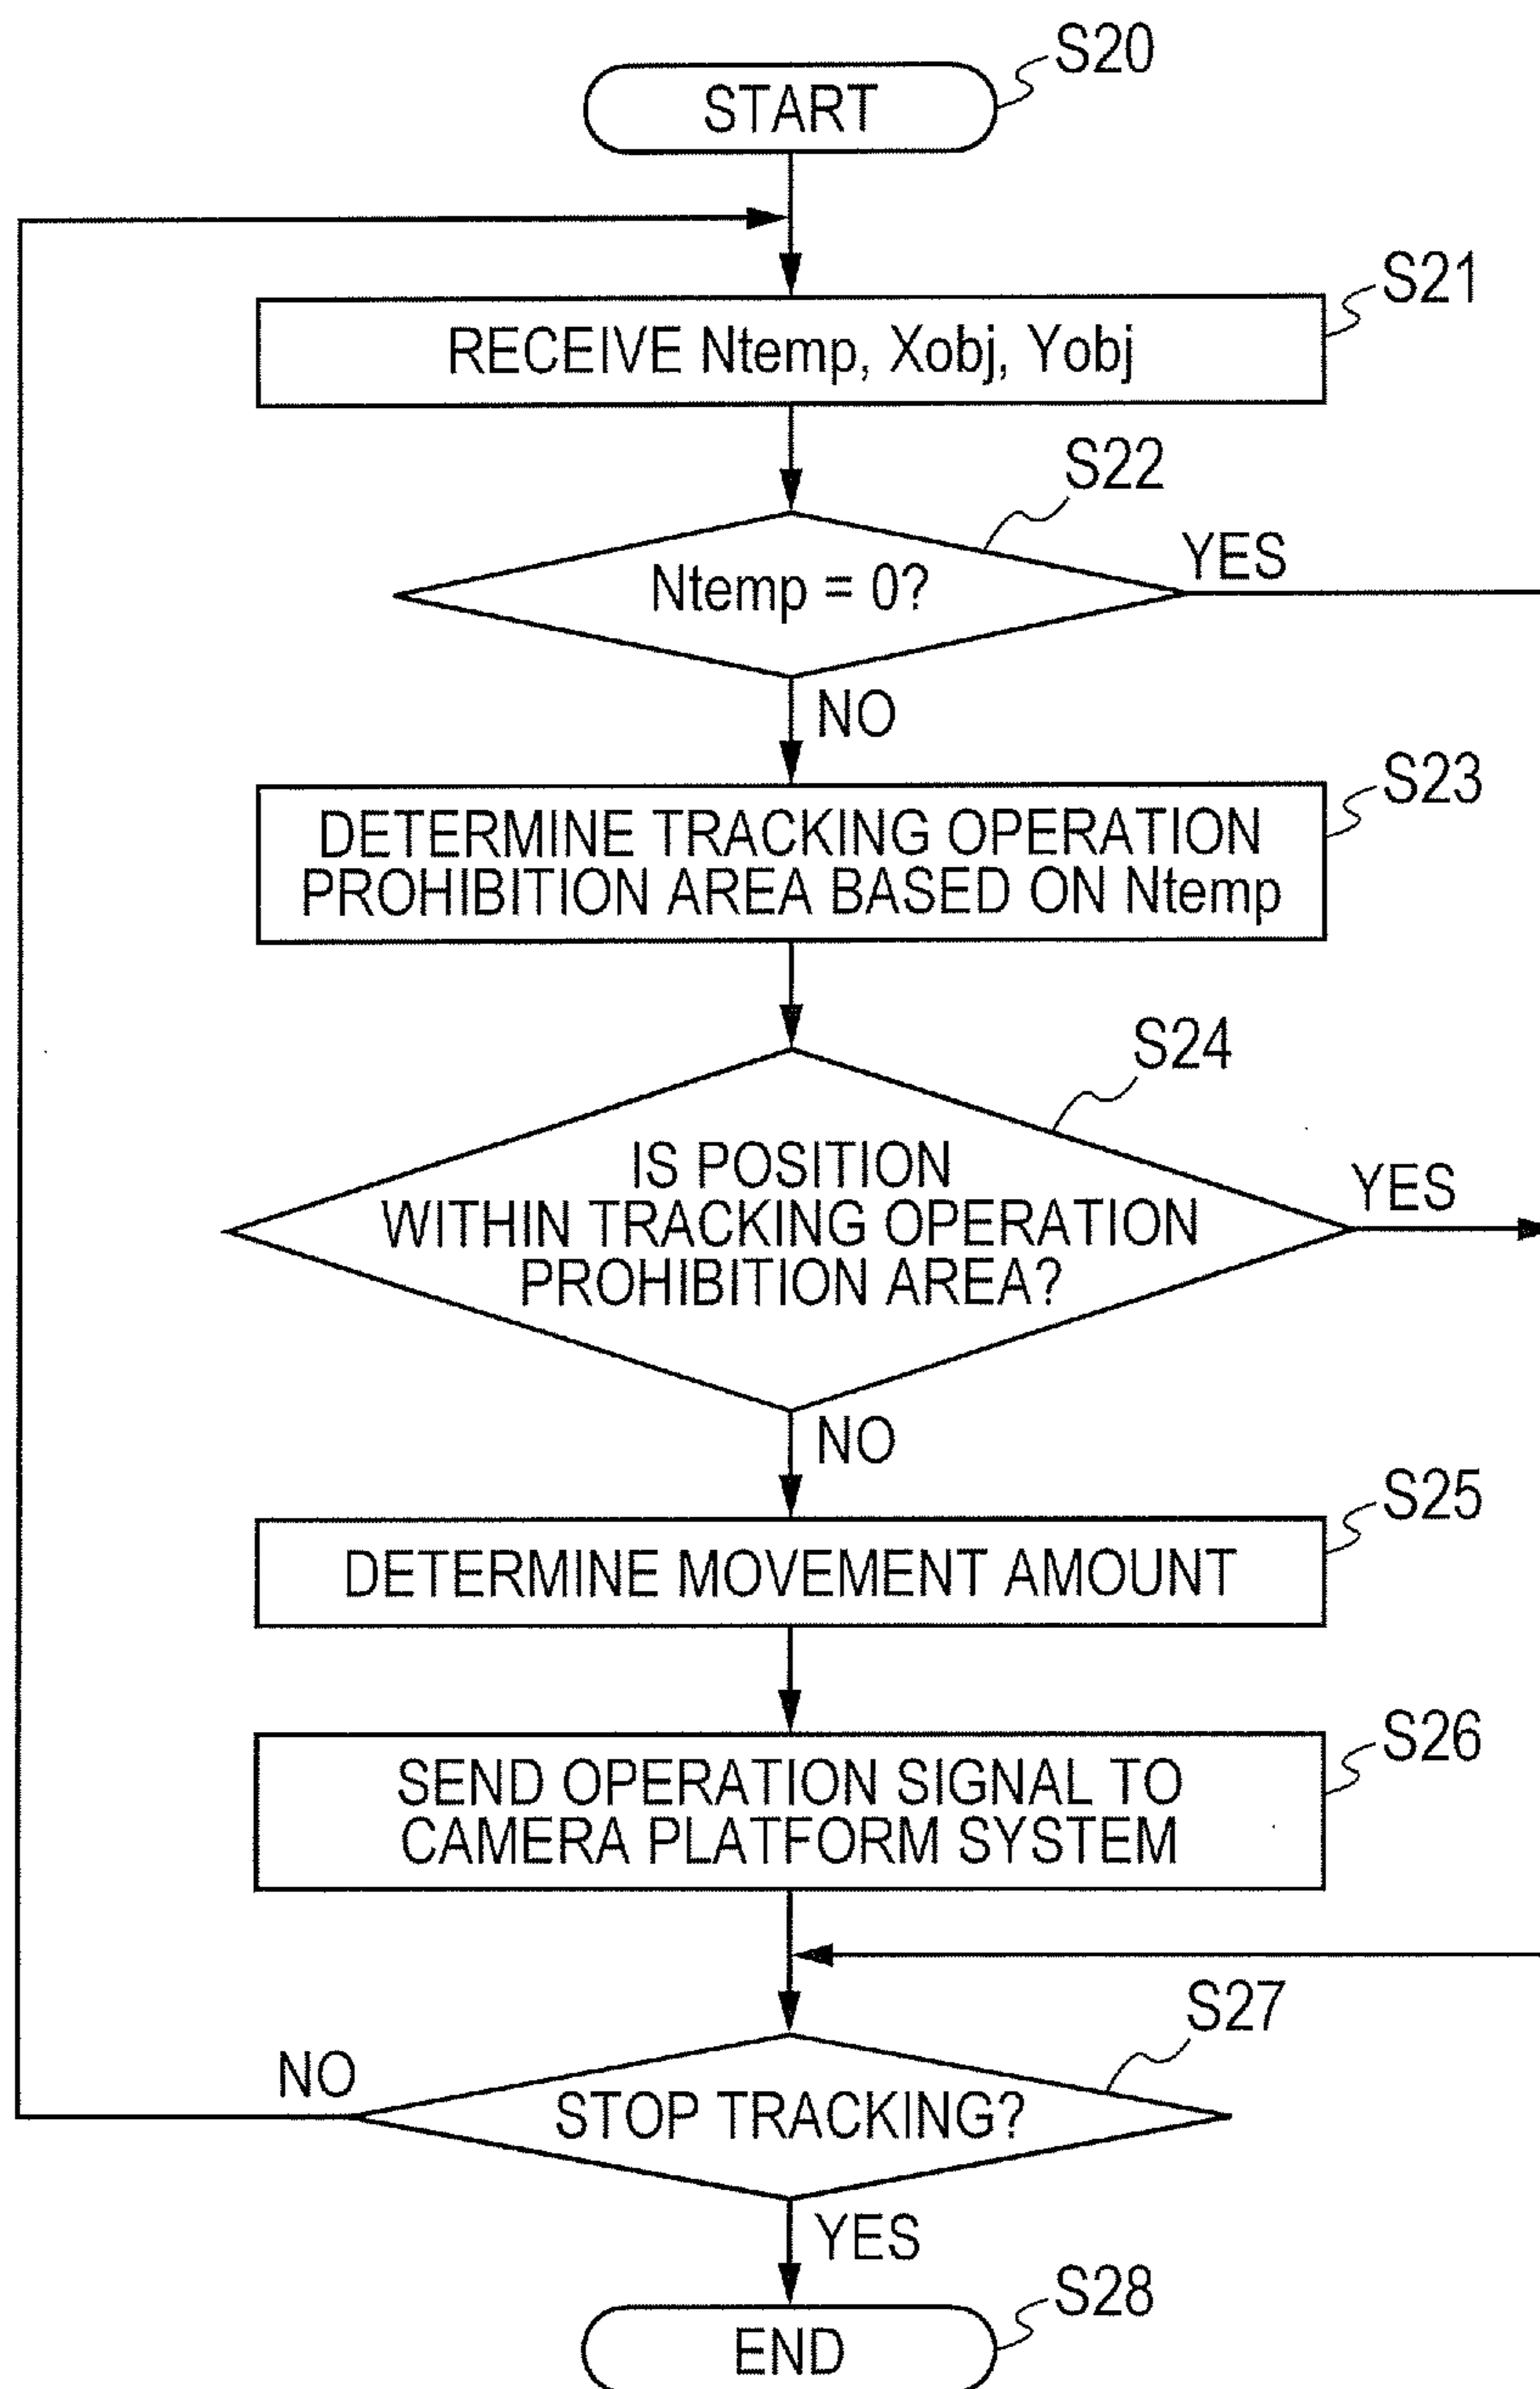 S20
START
S21
RECEIVE Ntemp, Xobj, Yobj
S22
Ntemp = 0?
YES
NO
S23
DETERMINE TRACKING OPERATION
PROHIBITION AREA BASED ON Ntemp
S24
IS POSITION
WITHIN TRACKING OPERATION
PROHIBITION AREA?
YES
NO
S25
DETERMINE MOVEMENT AMOUNT
S26
SEND OPERATION SIGNAL TO
CAMERA PLATFORM SYSTEM
S27
NO
STOP TRACKING?
YES
S28
END